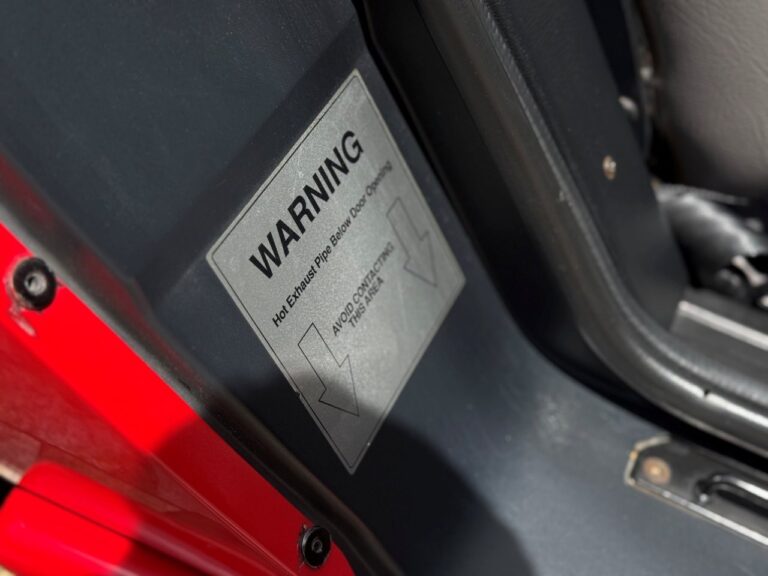 WARNING
Hot Exhaust Pipe Below Door Opening
AVOID CONTACTING
THIS AREA